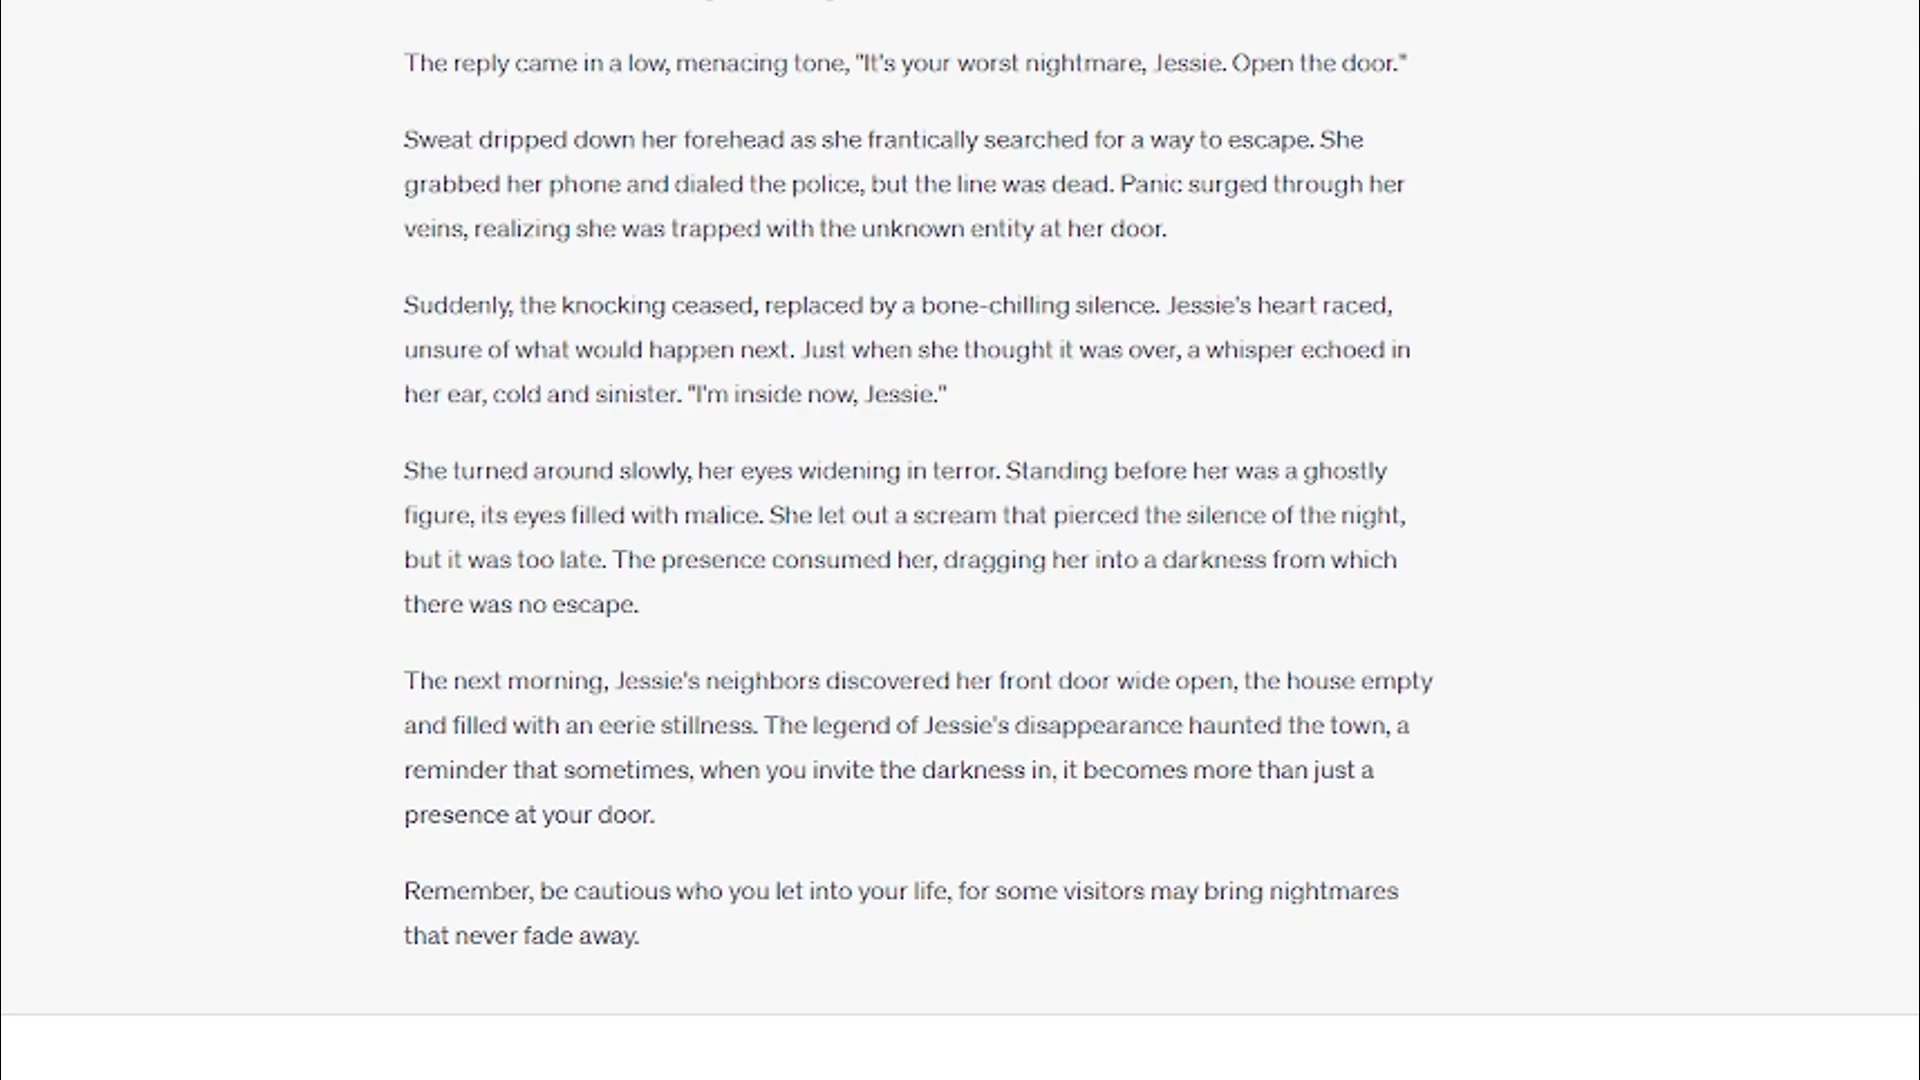 The reply came in a low, menacing tone, "It's your worst nightmare, Jessie. Open the door."
Sweat dripped down her forehead as she frantically searched for a way to escape. She
grabbed her phone and dialed the police, but the line was dead. Panic surged through her
veins, realizing she was trapped with the unknown entity at her door.
Suddenly, the knocking ceased, replaced by a bone-chilling silence. Jessie's heart raced,
unsure of what would happen next. Just when she thought it was over, a whisper echoed in
her ear, cold and sinister. "I'm inside now, Jessie."
She turned around slowly, her eyes widening in terror. Standing before her was a ghostly
figure, its eyes filled with malice. She let out a scream that pierced the silence of the night,
but it was too late. The presence consumed her, dragging her into a darkness from which
there was no escape.
The next morning, Jessie's neighbors discovered her front door wide open, the house empty
and filled with an eerie stillness. The legend of Jessie's disappearance haunted the town, a
reminder that sometimes, when you invite the darkness in, it becomes more than just a
presence at your door.
Remember, be cautious who you let into your life, for some visitors may bring nightmares
that never fade away.